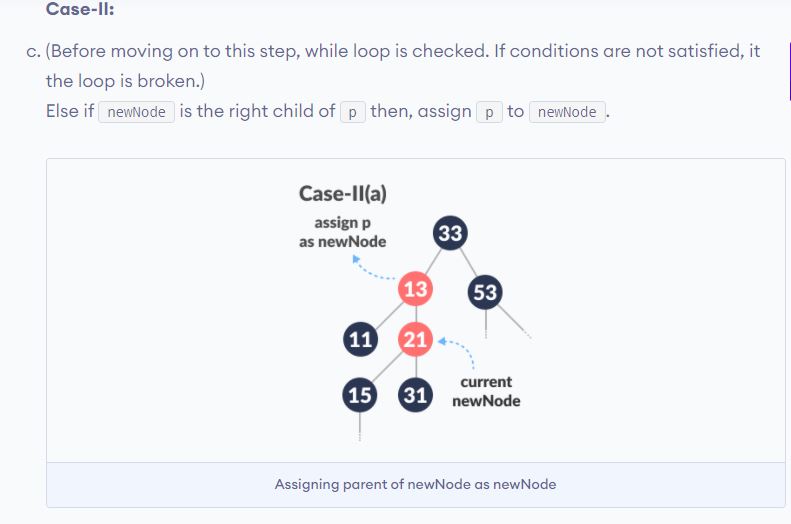 Case-II:
c. (Before moving on to this step, while loop is checked. If conditions are not satisfied, it
the loop is broken.)
Else if newNode is the right child of p then, assign p to newNode .
Case-II(a)
assign p
as newNode
33
13
53
11
21
15
31
current
newNode
Assigning parent of newNode as newNode